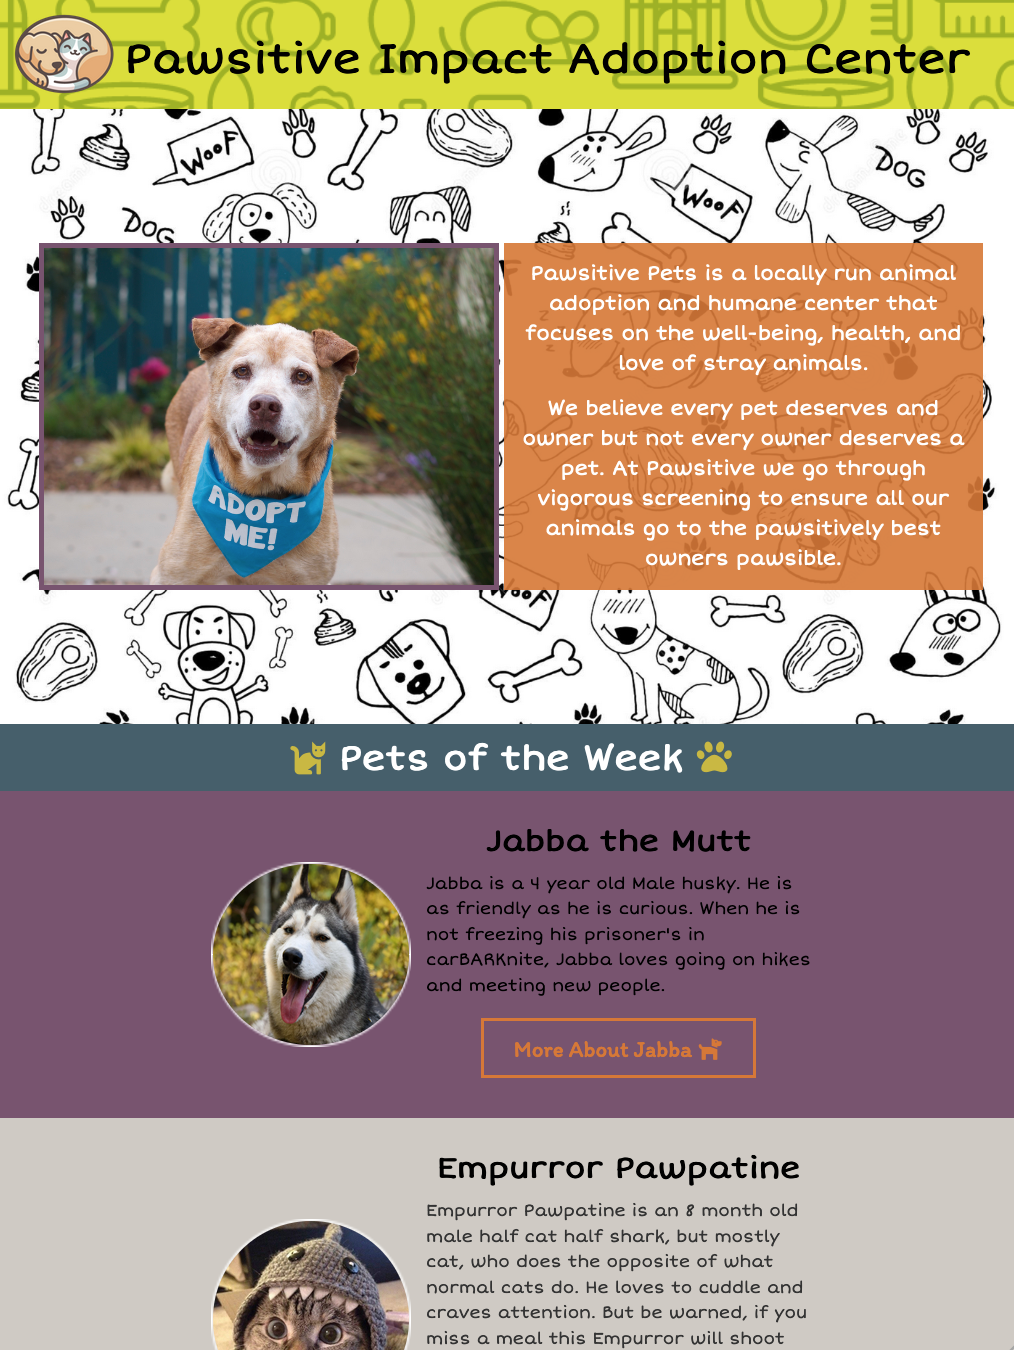 Pawsitive Impact Adoption Center
WOOF
DOG
WOOF
DOG
Pawsitive Pets is a locally run animal
adoption and humane center that
focuses on the well-being, health, and
love of stray animals.
We believe every pet deserves and
owner but not every owner deserves a
pet. At Pawsitive we go through
vigorous screening to ensure all our
animals go to the pawsitively best
owners pawsible.
ADOPT
ME!
WOOF
Pets of the Week
Jabba the Mutt
Jabba is a 4 year old Male husky. He is
as friendly as he is curious. When he is
not freezing his prisoner's in
carBARKnite, Jabba loves going on hikes
and meeting new people.
More About Jabba
Empurror Pawpatine
Empurror Pawpatine is an 8 month old
male half cat half shark, but mostly
cat, who does the opposite of what
normal cats do. He loves to cuddle and
craves attention. But be warned, if you
miss a meal this Empurror will shoot